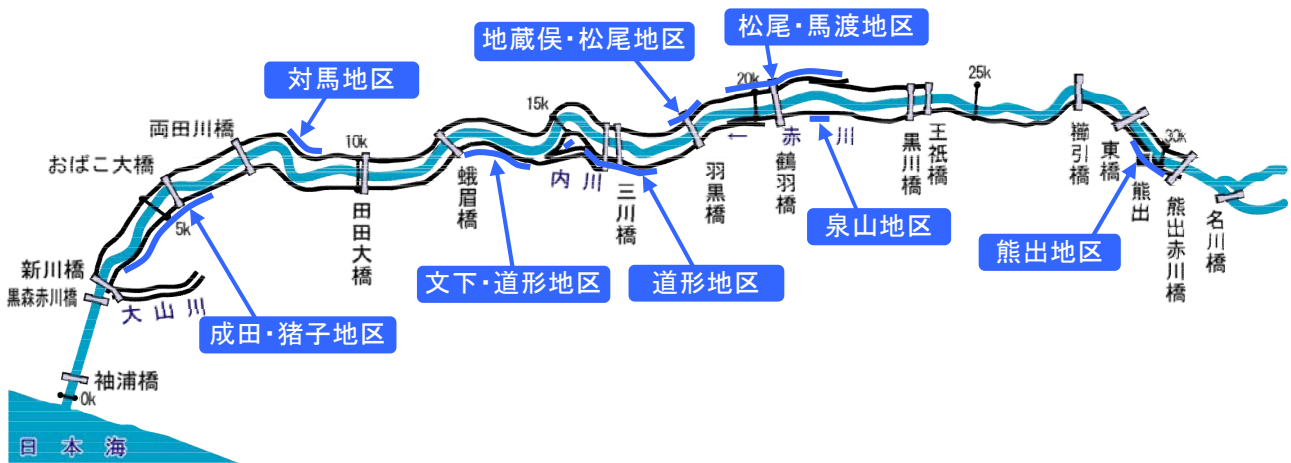 地蔵俣・松尾地区
松尾・馬渡地区
対馬地区
20k
25k
15k
両田川橋
10k
おばこ大橋
← 赤川
30k
5k
内川
蛾眉橋
田田大橋
三川橋
羽黒橋
鶴羽橋
黒川橋
王祇橋
櫛引橋
東橋
熊出
熊出赤川橋
名川橋
泉山地区
熊出地区
新川橋
黒森赤川橋
大山川
文下・道形地区
道形地区
成田・猪子地区
袖浦橋
0k
日本海